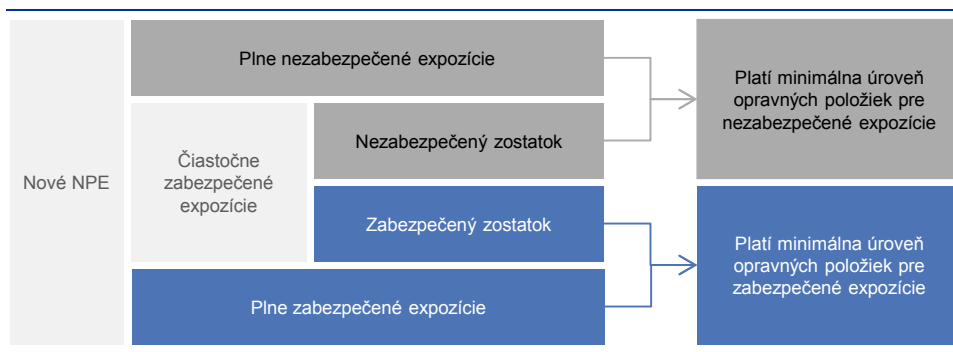 Nové NPE
Plne nezabezpečené expozície
Čiastočne
zabezpečené
expozície
Nezabezpečený zostatok
Zabezpečený zostatok
Plne zabezpečené expozície
Platí minimálna úroveň
opravných položiek pre
nezabezpečené expozície
Platí minimálna úroveň
opravných položiek pre
zabezpečené expozície